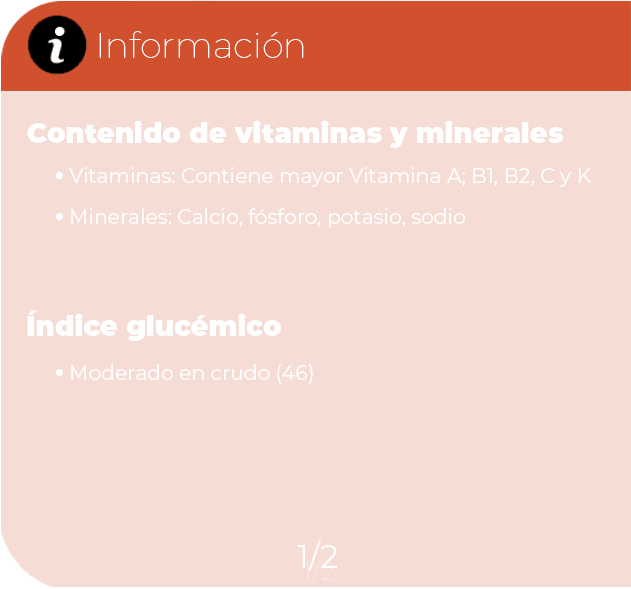 i Información
Contenido de vitaminas y minerales
• Vitaminas: Contiene mayor Vitamina A; B1, B2, C y K
• Minerales: Calcio, fósforo, potasio, sodio
Índice glucémico
• Moderado en crudo (46)
1/2